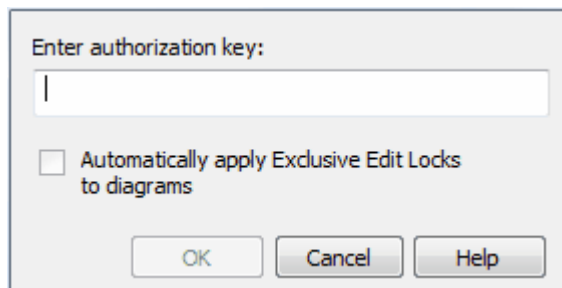 Enter authorization key:
Automatically apply Exclusive Edit Locks
to diagrams
OK Cancel Help